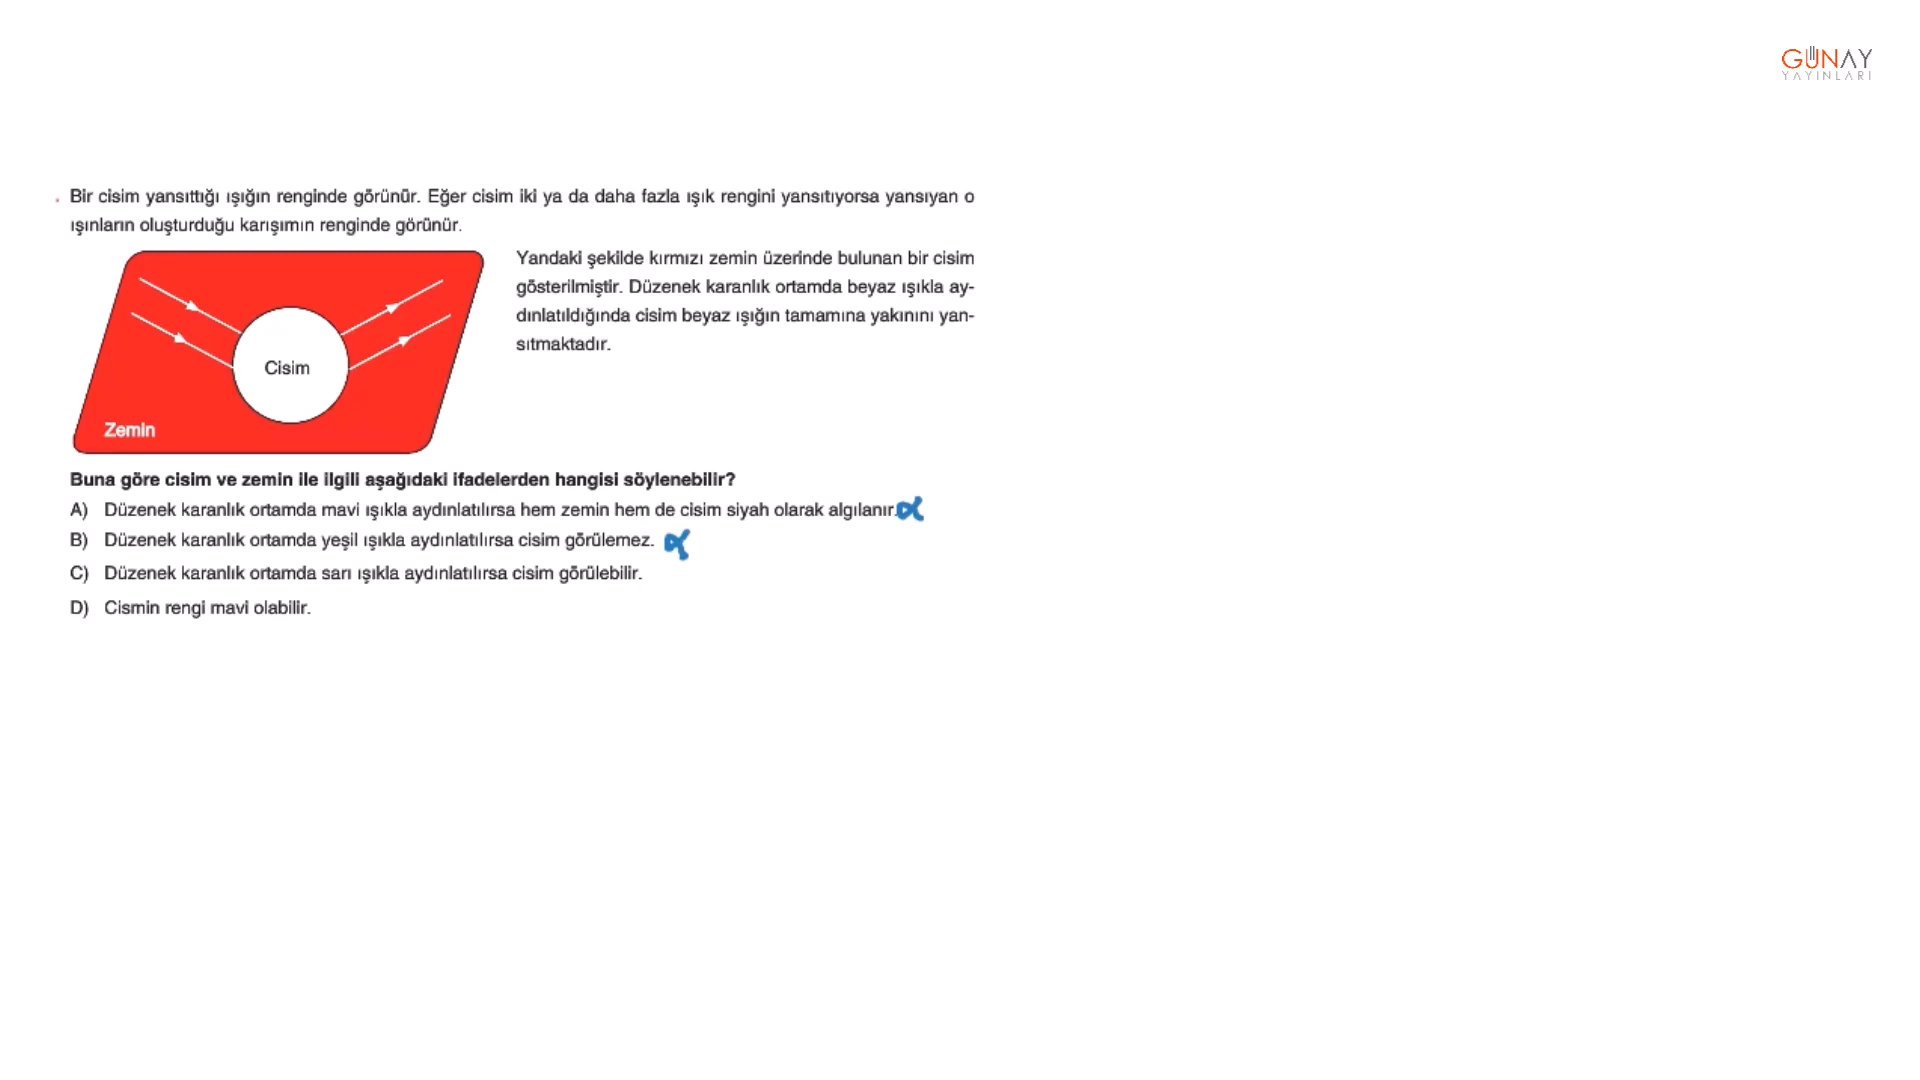 GÜNAY
YAYINLARI
Bir cisim yansıttığı ışığın renginde görünür. Eğer cisim iki ya da daha fazla ışık rengini yansıtıyorsa yansıyan o
ışınların oluşturduğu karışımın renginde görünür.
Yandaki şekilde kırmızı zemin üzerinde bulunan bir cisim
gösterilmiştir. Düzenek karanlık ortamda beyaz ışıkla ay-
dınlatıldığında cisim beyaz ışığın tamamına yakınını yan-
sıtmaktadır.
Cisim
Zemin
Buna göre cisim ve zemin ile ilgili aşağıdaki ifadelerden hangisi söylenebilir?
A) Düzenek karanlık ortamda mavi ışıkla aydınlatılırsa hem zemin hem de cisim siyah olarak algılanır.
B) Düzenek karanlık ortamda yeşil ışıkla aydınlatılırsa cisim görülemez.
C) Düzenek karanlık ortamda sarı ışıkla aydınlatılırsa cisim görülebilir.
D) Cismin rengi mavi olabilir.